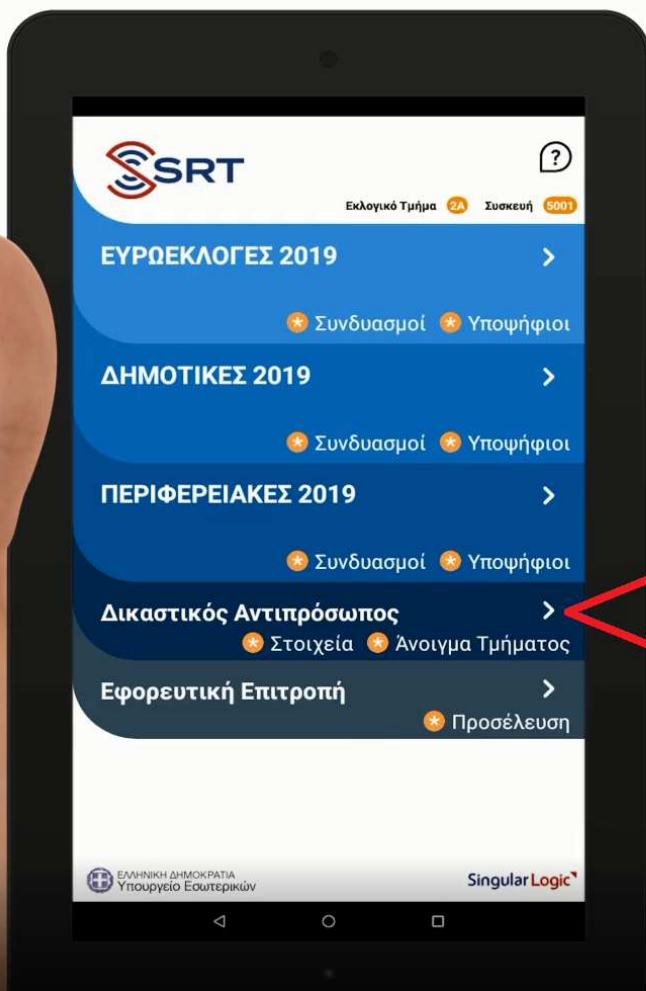 SRT
?
Εκλογικό Τμήμα 2Α Συσκευή 5001
ΕΥΡΩΕΚΛΟΓΕΣ 2019
Συνδυασμοί Υποψήφιοι
ΔΗΜΟΤΙΚΕΣ 2019
Συνδυασμοί Υποψήφιοι
ΠΕΡΙΦΕΡΕΙΑΚΕΣ 2019
Συνδυασμοί Υποψήφιοι
Δικαστικός Αντιπρόσωπος
Στοιχεία Άνοιγμα Τμήματος
Εφορευτική Επιτροπή
Προσέλευση
ΕΛΛΗΝΙΚΗ ΔΗΜΟΚΡΑΤΙΑ
Υπουργείο Εσωτερικών
SingularLogic